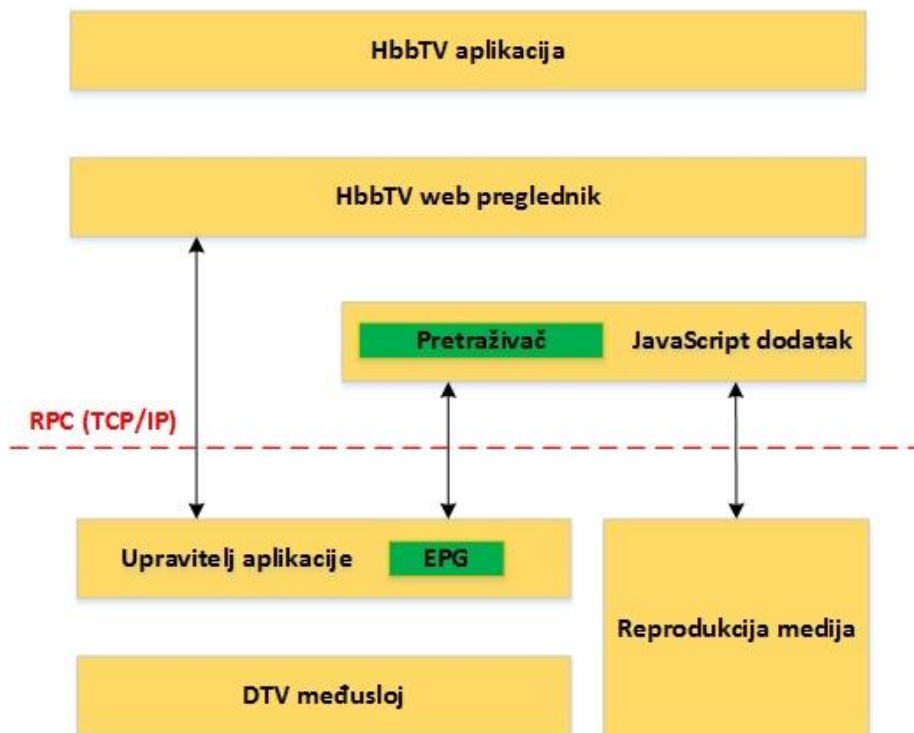 HbbTV aplikacija
HbbTV web preglednik
Pretraživač
JavaScript dodatak
RPC (TCP/IP)
Upravitelj aplikacije
EPG
Reprodukcija medija
DTV međusloj